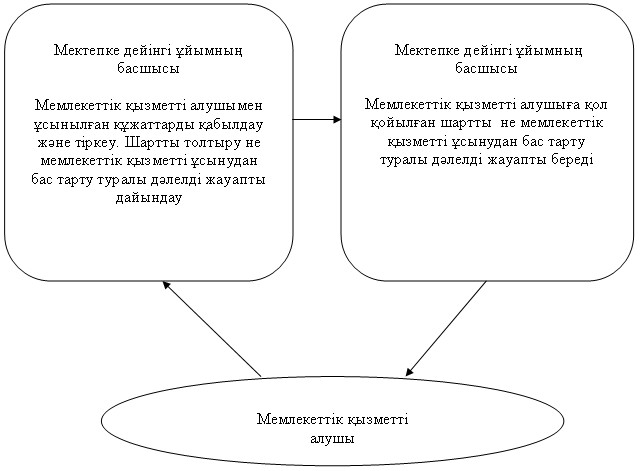 Мектепке дейінгі ұйымның
басшысы
Мемлекеттік қызметті алушымен
ұсынылған құжаттарды қабылдау
және тіркеу. Шартты толтыру не
мемлекеттік қызметті ұсынудан
бас тарту туралы дәлелді жауапты
дайындау
Мектепке дейінгі ұйымның
басшысы
Мемлекеттік қызметті алушыға қол
қойылған шартты не мемлекеттік
қызметті ұсынудан бас тарту
туралы дәлелді жауапты береді
Мемлекеттік қызметті
алушы